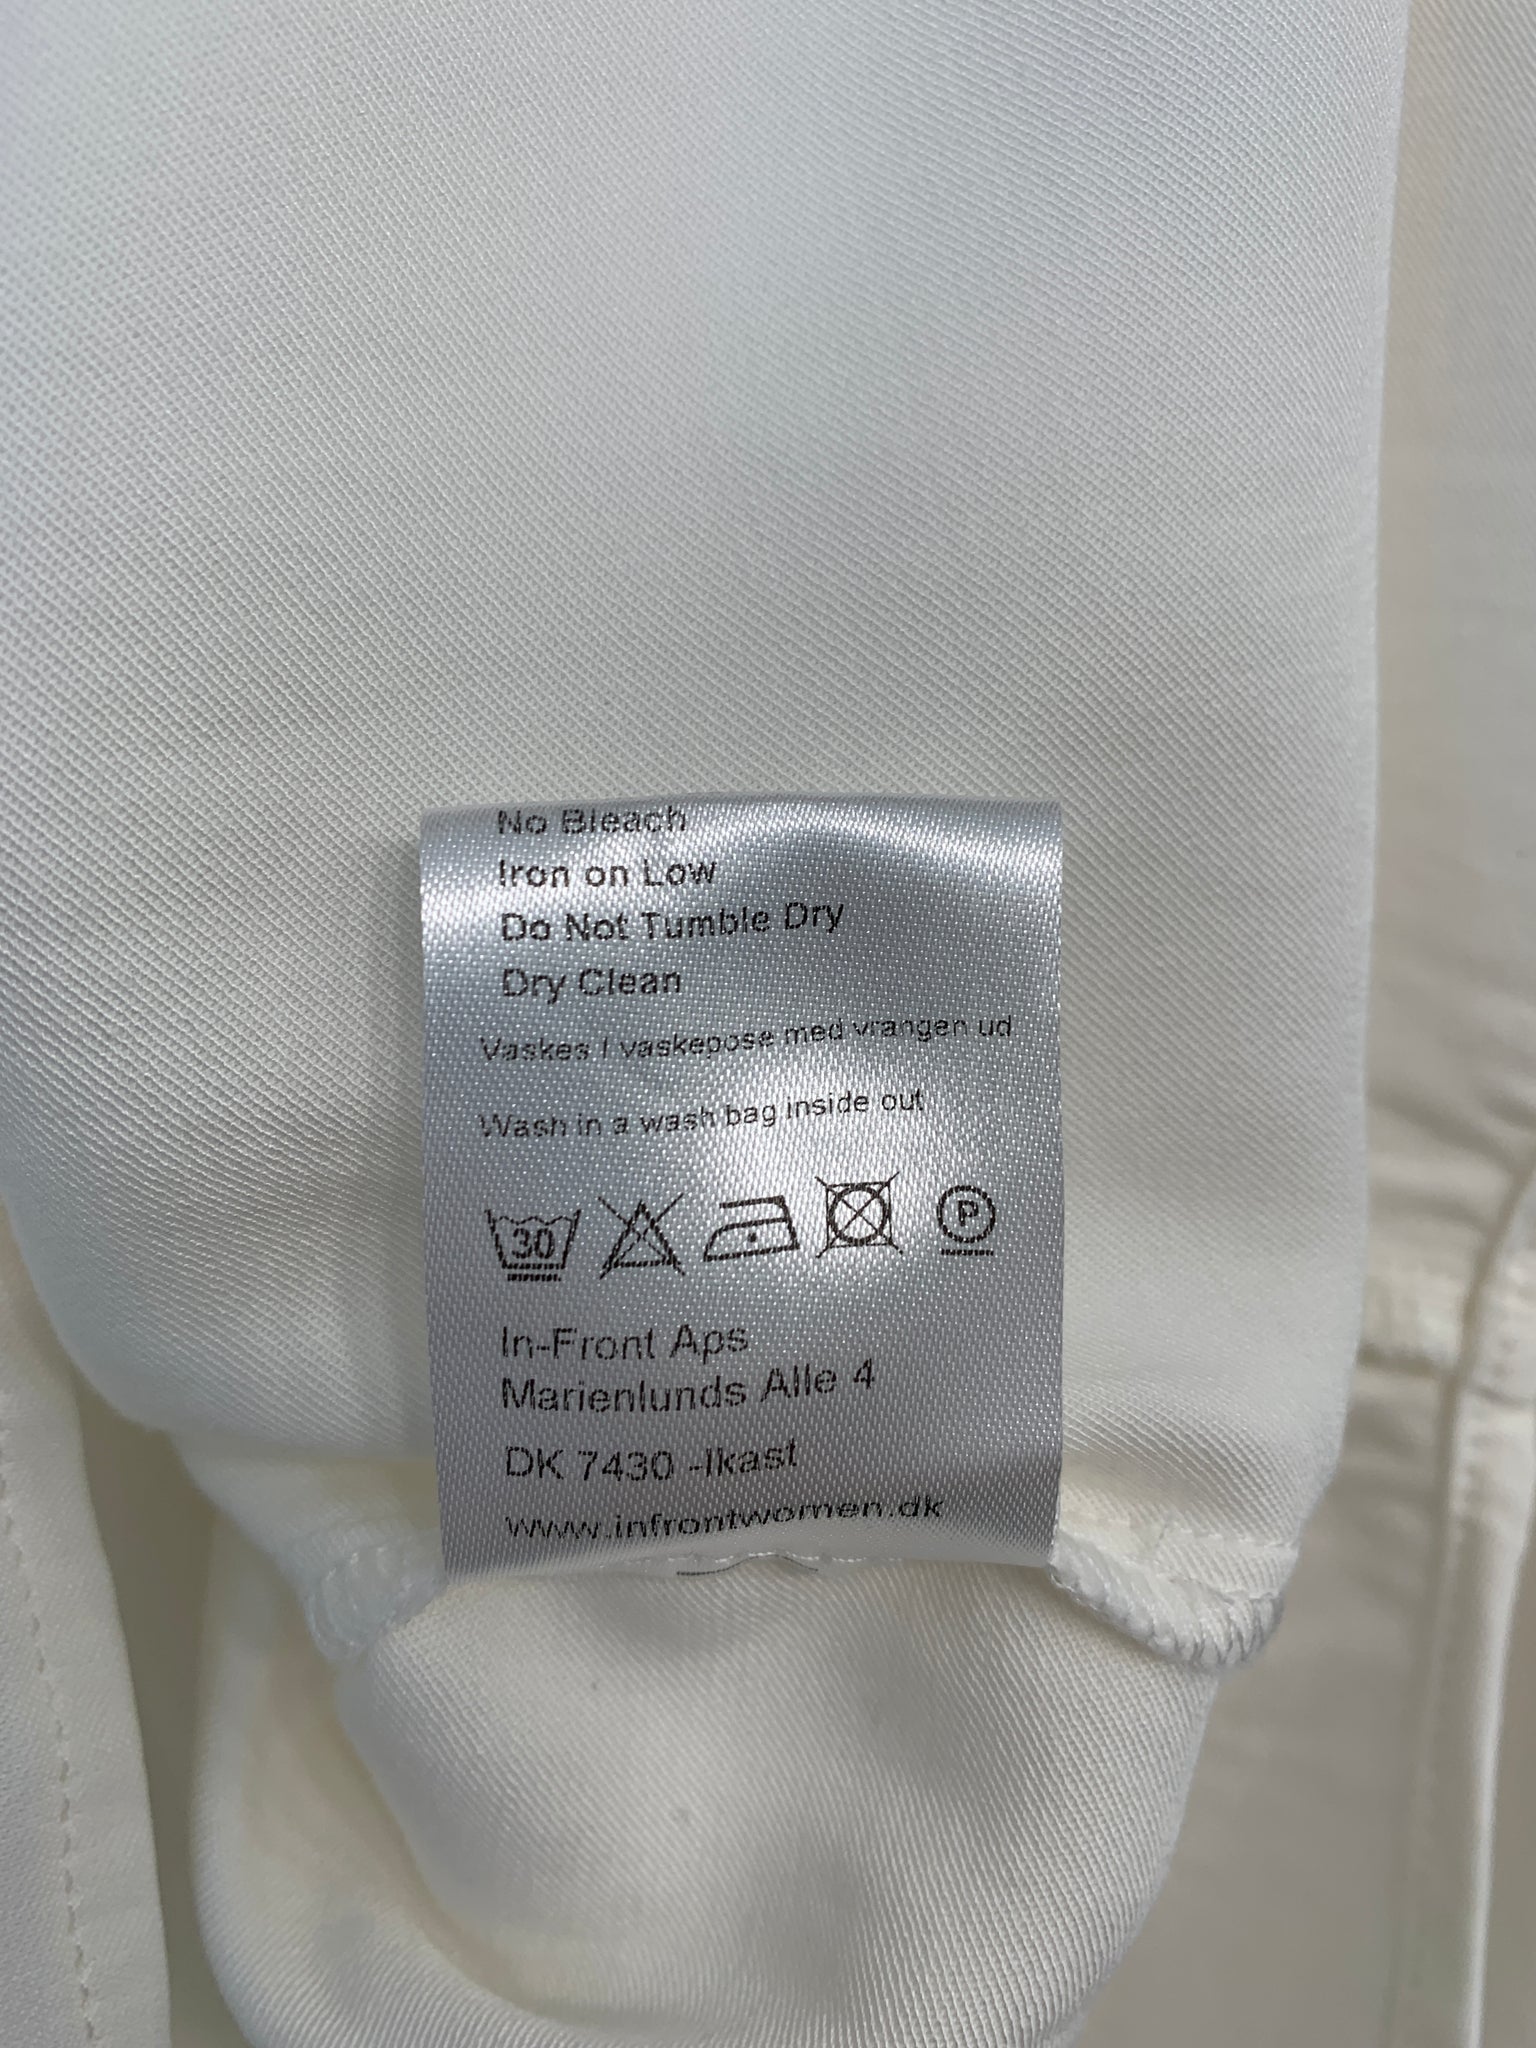 No Bleach
Iron on Low
Do Not Tumble Dry
Dry Clean
Vaskes I vaskepose med vrangen ud
Wash in a wash bag inside out
30 P
In-Front Aps
Marienlunds Alle 4
DK 7430 -Ikast
www.infrontwomen.dk